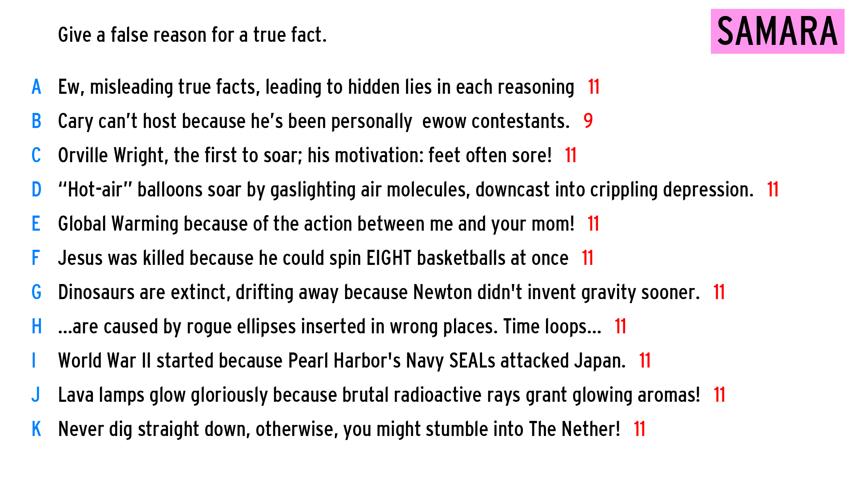 Give a false reason for a true fact.
SAMARA
A Ew, misleading true facts, leading to hidden lies in each reasoning 11
B Cary can't host because he's been personally  ewow contestants. 9
C Orville Wright, the first to soar; his motivation: feet often sore! 11
D “Hot-air” balloons soar by gaslighting air molecules, downcast into crippling depression. 11
E Global Warming because of the action between me and your mom! 11
F Jesus was killed because he could spin EIGHT basketballs at once 11
G Dinosaurs are extinct, drifting away because Newton didn't invent gravity sooner. 11
H ...are caused by rogue ellipses inserted in wrong places. Time loops... 11
I World War II started because Pearl Harbor's Navy SEALs attacked Japan. 11
J Lava lamps glow gloriously because brutal radioactive rays grant glowing aromas! 11
K Never dig straight down, otherwise, you might stumble into The Nether! 11